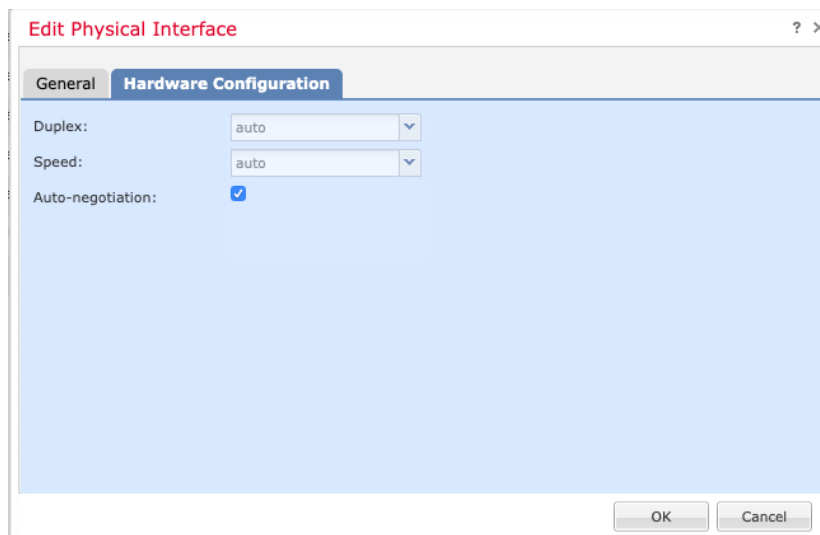 Edit Physical Interface ? ×
General Hardware Configuration
Duplex: auto
Speed: auto
Auto-negotiation:
OK Cancel